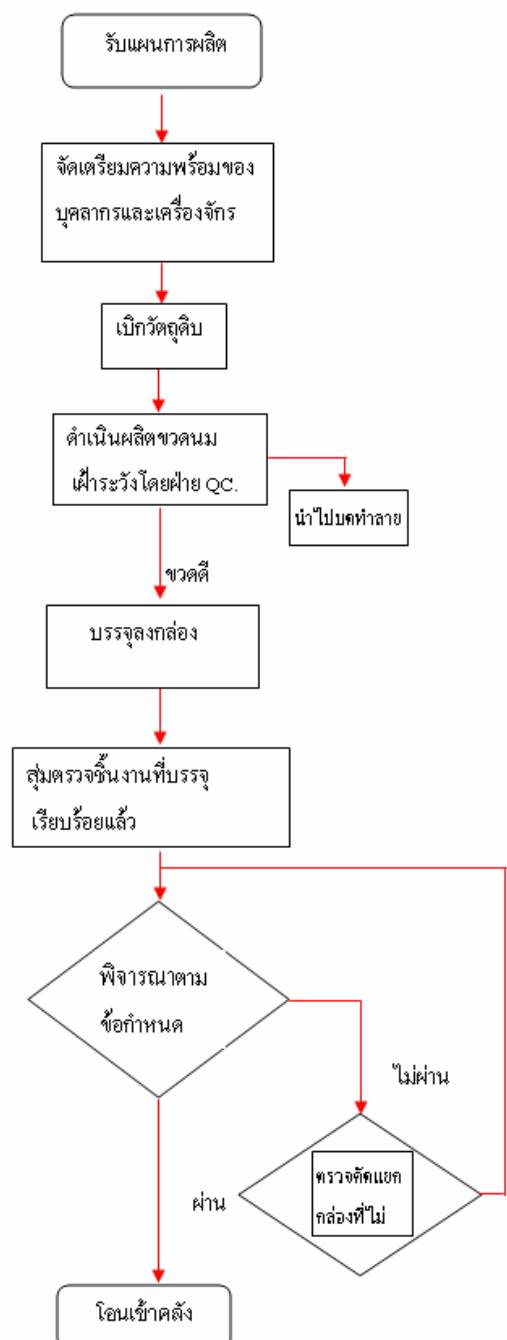 รับแผนการผลิต
จัดเตรียมความพร้อมของ
บุคลากรและเครื่องจักร
เบิกวัตถุดิบ
ดำเนินผลิตขวดนม
เฝ้าระวังโดยฝ่าย QC.
นำไปบดทำลาย
ขวดดี
บรรจุลงกล่อง
สุ่มตรวจชิ้นงานที่บรรจุ
เรียบร้อยแล้ว
พิจารณาตาม
ข้อกำหนด
ไม่ผ่าน
ตรวจคัดแยก
กล่องที่ไม่
ผ่าน
โอนเข้าคลัง